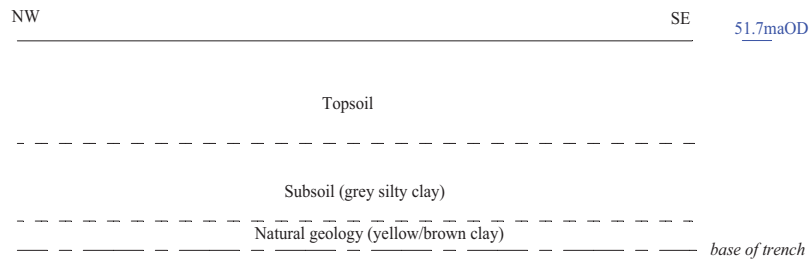 NW
SE
51.7maOD
Topsoil
Subsoil (grey silty clay)
Natural geology (yellow/brown clay)
base of trench